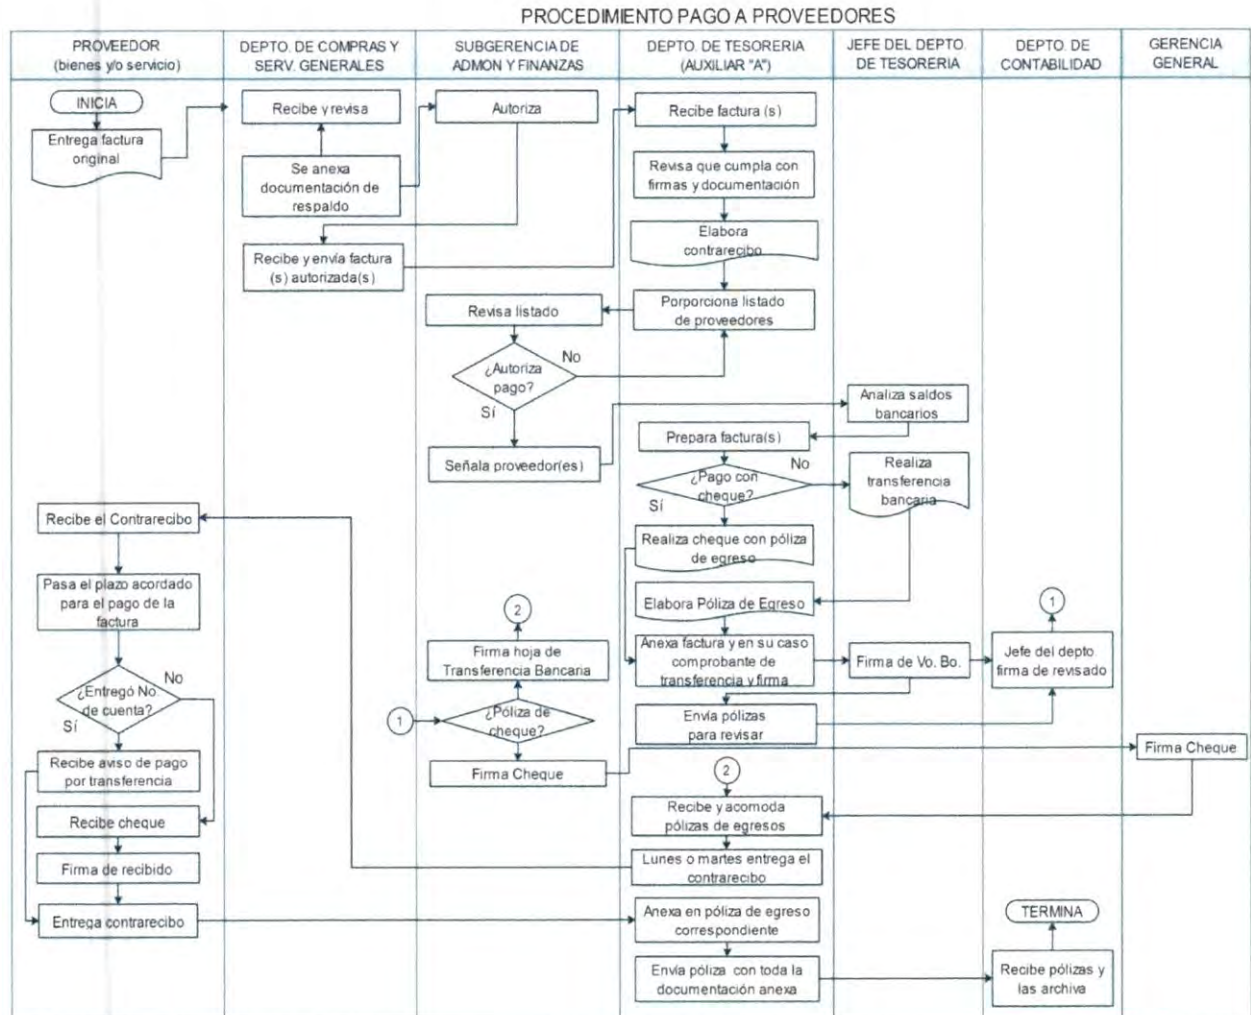 PROCEDIMIENTO PAGO A PROVEEDORES
PROVEEDOR
(bienes y/o servicio)
DEPTO. DE COMPRAS Y
SERV. GENERALES
SUBGERENCIA DE
ADMON Y FINANZAS
DEPTO. DE TESORERIA
(AUXILIAR "A")
JEFE DEL DEPTO.
DE TESORERIA
DEPTO. DE
CONTABILIDAD
GERENCIA
GENERAL
INICIA
Entrega factura
original
Recibe y revisa
Se anexa
documentación de
respaldo
Recibe y envía factura
(s) autorizada(s)
Autoriza
Recibe factura (s)
Revisa que cumpla con
firmas y documentación
Elabora
contrarecibo
Porporciona listado
de proveedores
Revisa listado
¿Autoriza
pago?
No
Sí
Señala proveedor(es)
Analiza saldos
bancarios
Prepara factura(s)
¿Pago con
cheque?
No
Sí
Realiza
transferencia
bancaria
Realiza cheque con póliza
de egreso
Elabora Póliza de Egreso
Anexa factura y en su caso
comprobante de
transferencia y firma
Firma de Vo. Bo.
Jefe del depto
firma de revisado
1
Envía pólizas
para revisar
2
Firma hoja de
Transferencia Bancaria
1
¿Póliza de
cheque?
Firma Cheque
Firma Cheque
2
Recibe y acomoda
pólizas de egresos
Lunes o martes entrega el
contrarecibo
Recibe el Contrarecibo
Pasa el plazo acordado
para el pago de la
factura
¿Entregó No.
de cuenta?
No
Sí
Recibe aviso de pago
por transferencia
Recibe cheque
Firma de recibido
Entrega contrarecibo
Anexa en póliza de egreso
correspondiente
Envía póliza con toda la
documentación anexa
Recibe pólizas y
las archiva
TERMINA